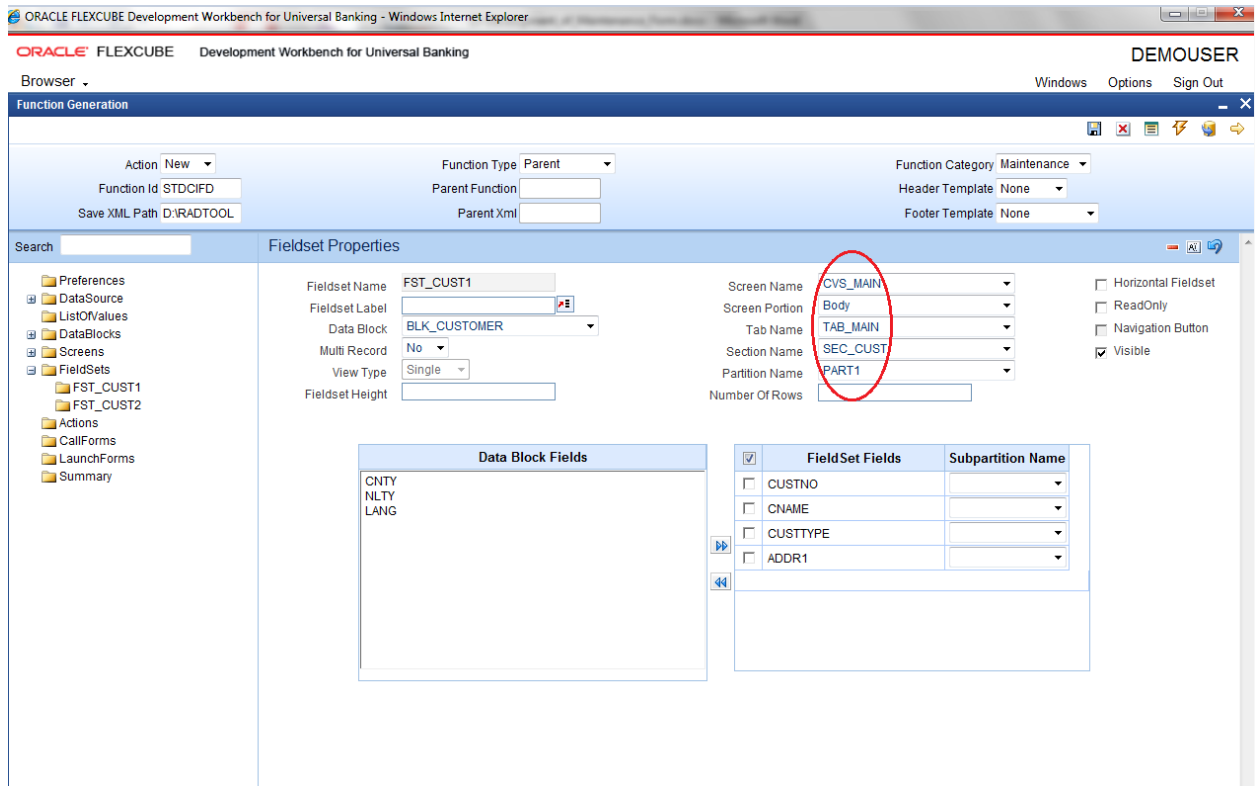 ORACLE FLEXCUBE Development Workbench for Universal Banking - Windows Internet Explorer
ORACLE FLEXCUBE Development Workbench for Universal Banking
DEMOUSER
Browser
Windows Options Sign Out
Function Generation
Action New Function Type Parent Function Category Maintenance
Function Id STDCIFD Parent Function Header Template None
Save XML Path D:\RADTOOL Parent Xml Footer Template None
Search
Fieldset Properties
Preferences
DataSource
ListOfValues
DataBlocks
Screens
FieldSets
FST_CUST1
FST_CUST2
Actions
CallForms
LaunchForms
Summary
Fieldset Name FST_CUST1
Fieldset Label
Data Block BLK_CUSTOMER
Multi Record No
View Type Single
Fieldset Height
Screen Name CVS_MAIN
Screen Portion Body
Tab Name TAB_MAIN
Section Name SEC_CUST
Partition Name PART1
Number Of Rows
Horizontal Fieldset
ReadOnly
Navigation Button
Visible
Data Block Fields
CNTY
NLTY
LANG
FieldSet Fields Subpartition Name
CUSTNO
CNAME
CUSTTYPE
ADDR1